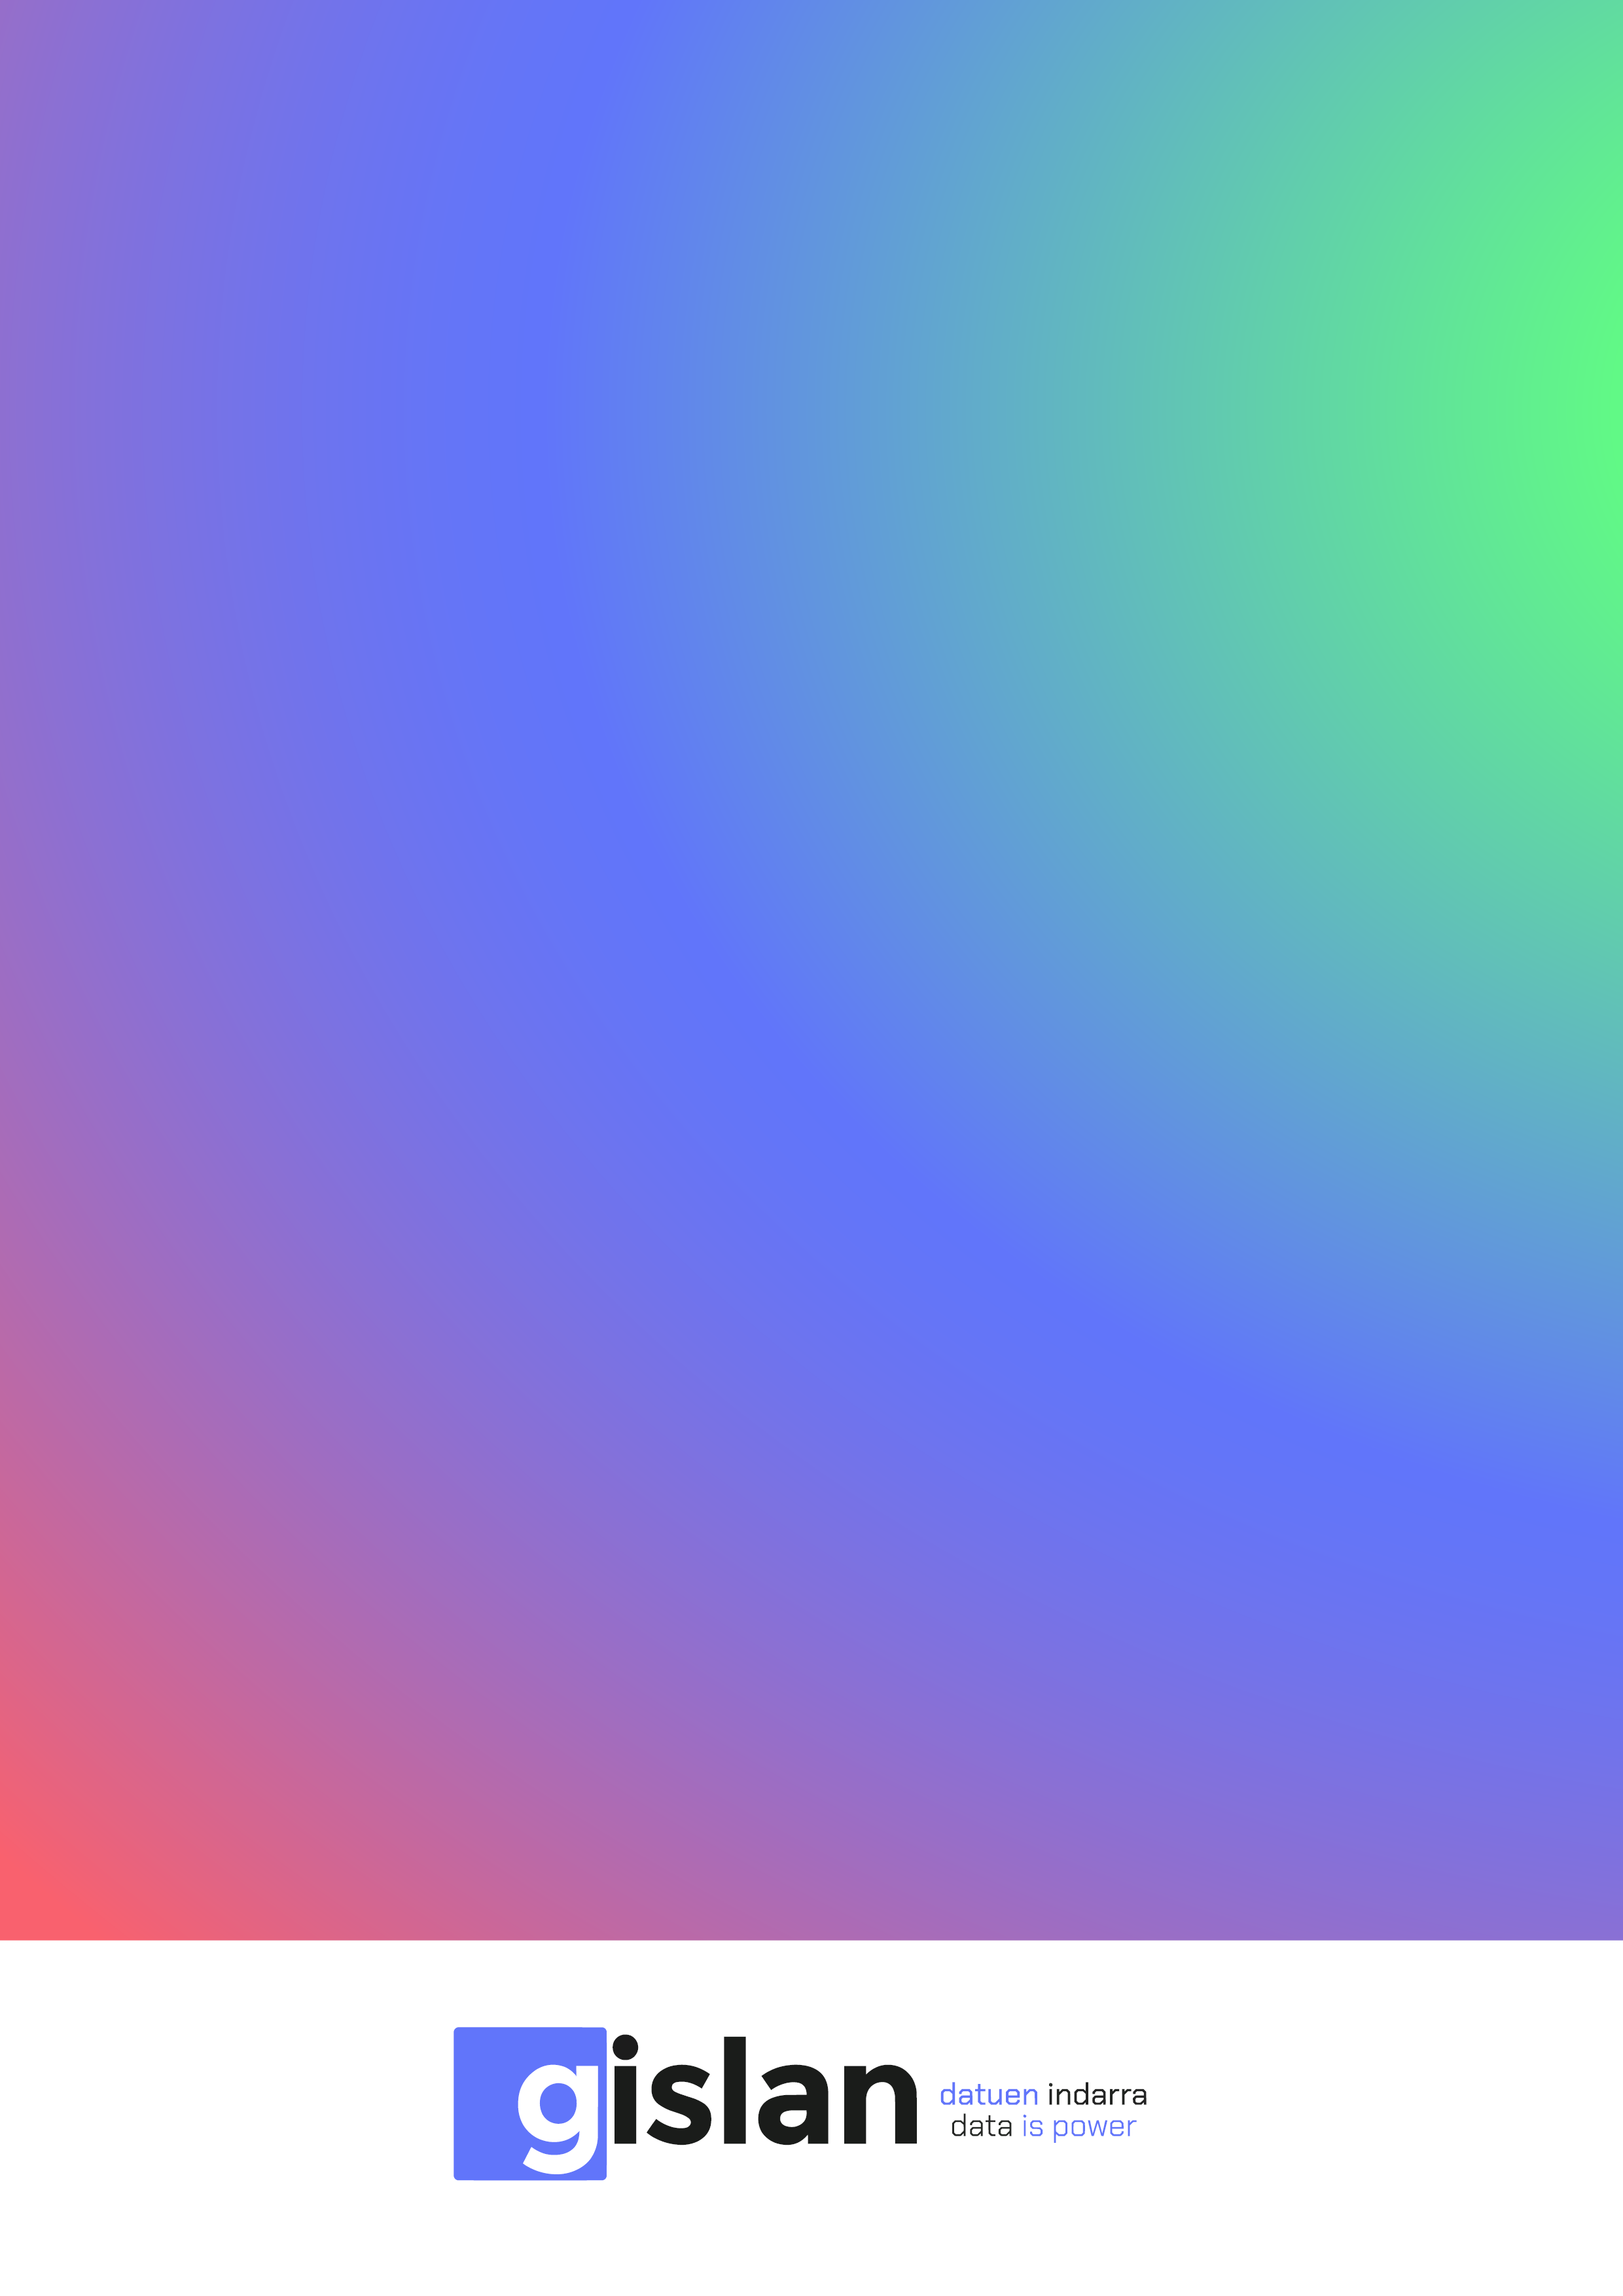 gislan
datuen indarra
data is power